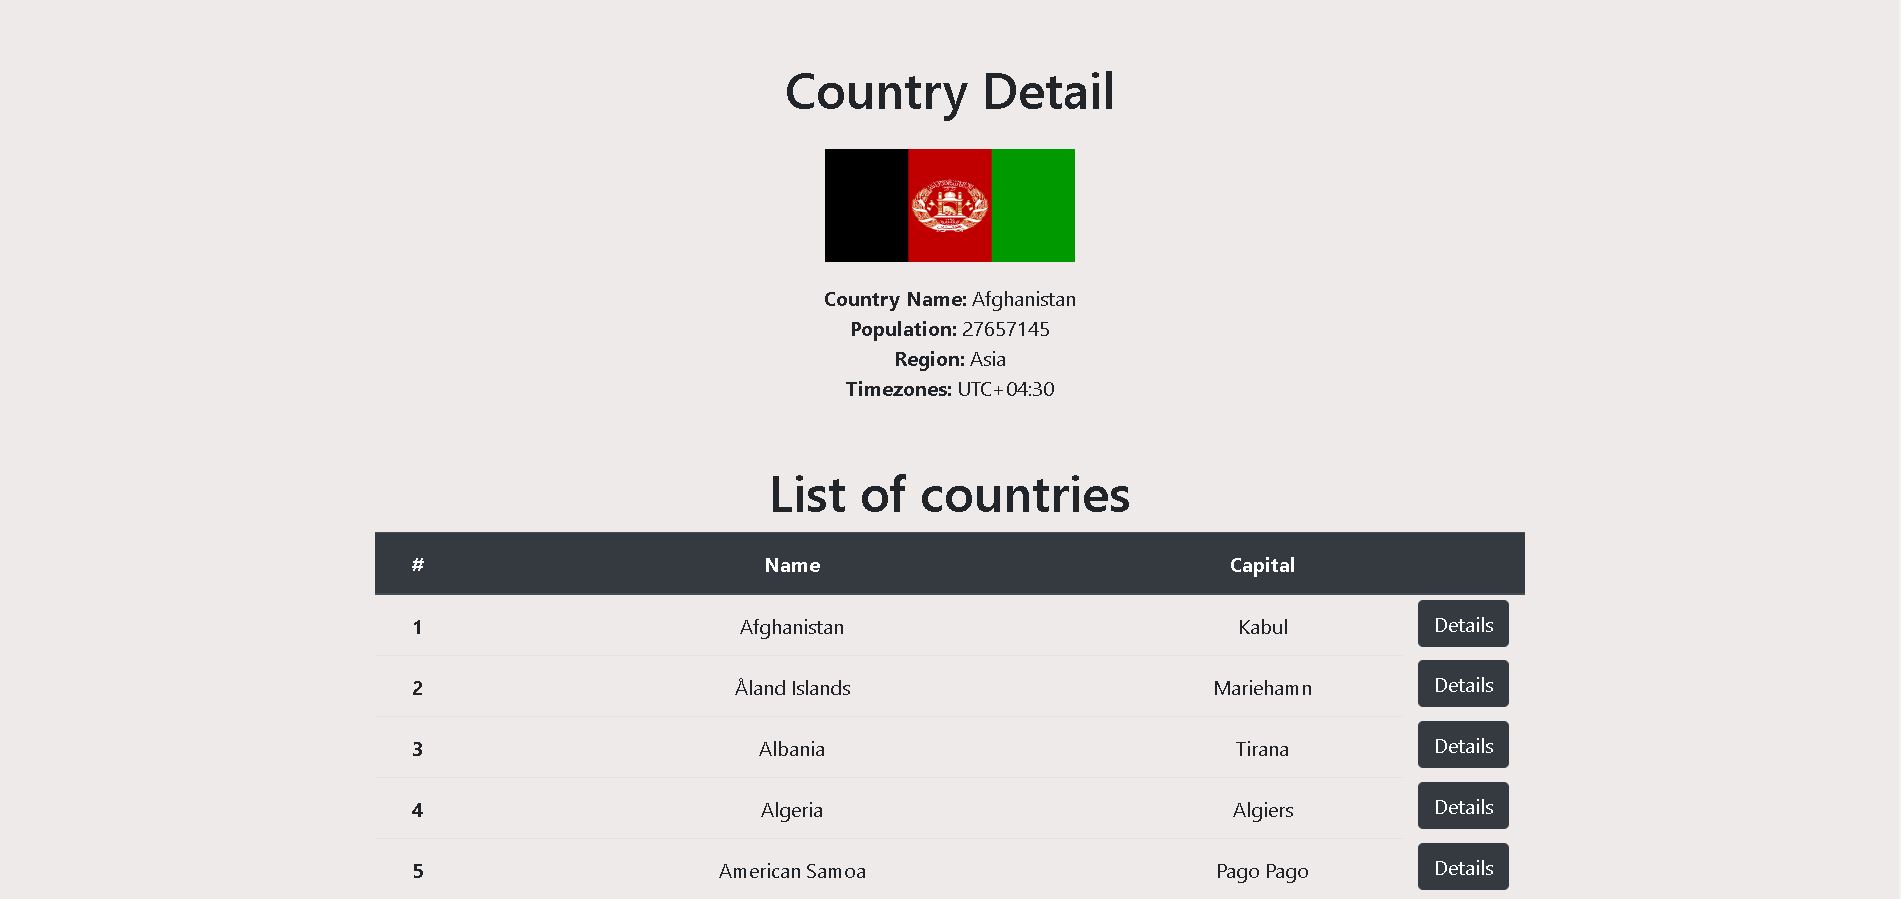 Country Detail
Country Name: Afghanistan
Population: 27657145
Region: Asia
Timezones: UTC+04:30
List of countries
# Name Capital
1 Afghanistan Kabul Details
2 Åland Islands Mariehamn Details
3 Albania Tirana Details
4 Algeria Algiers Details
5 American Samoa Pago Pago Details